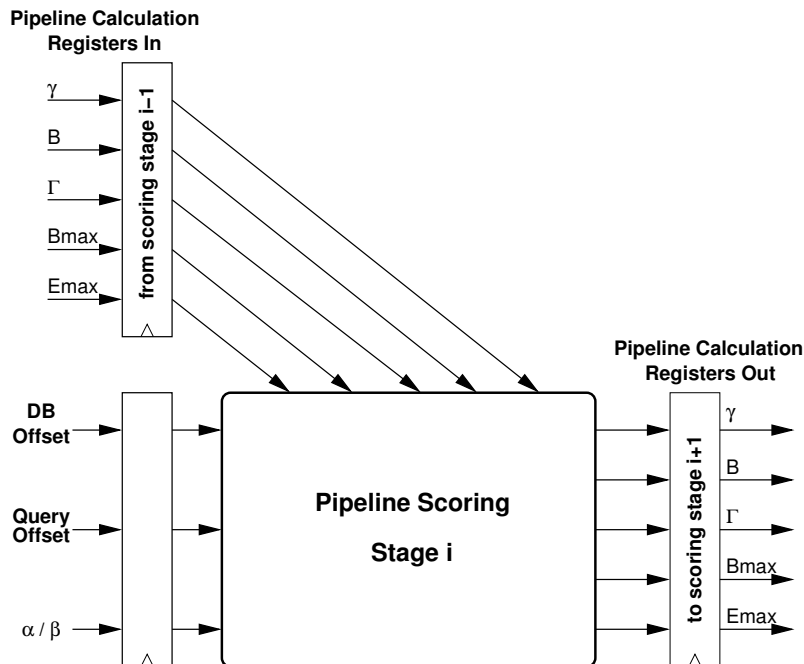 Pipeline Calculation
Registers In
γ
B
Γ
Bmax
Emax
from scoring stage i−1
DB
Offset
Query
Offset
α / β
Pipeline Scoring
Stage i
Pipeline Calculation
Registers Out
to scoring stage i+1
γ
B
Γ
Bmax
Emax